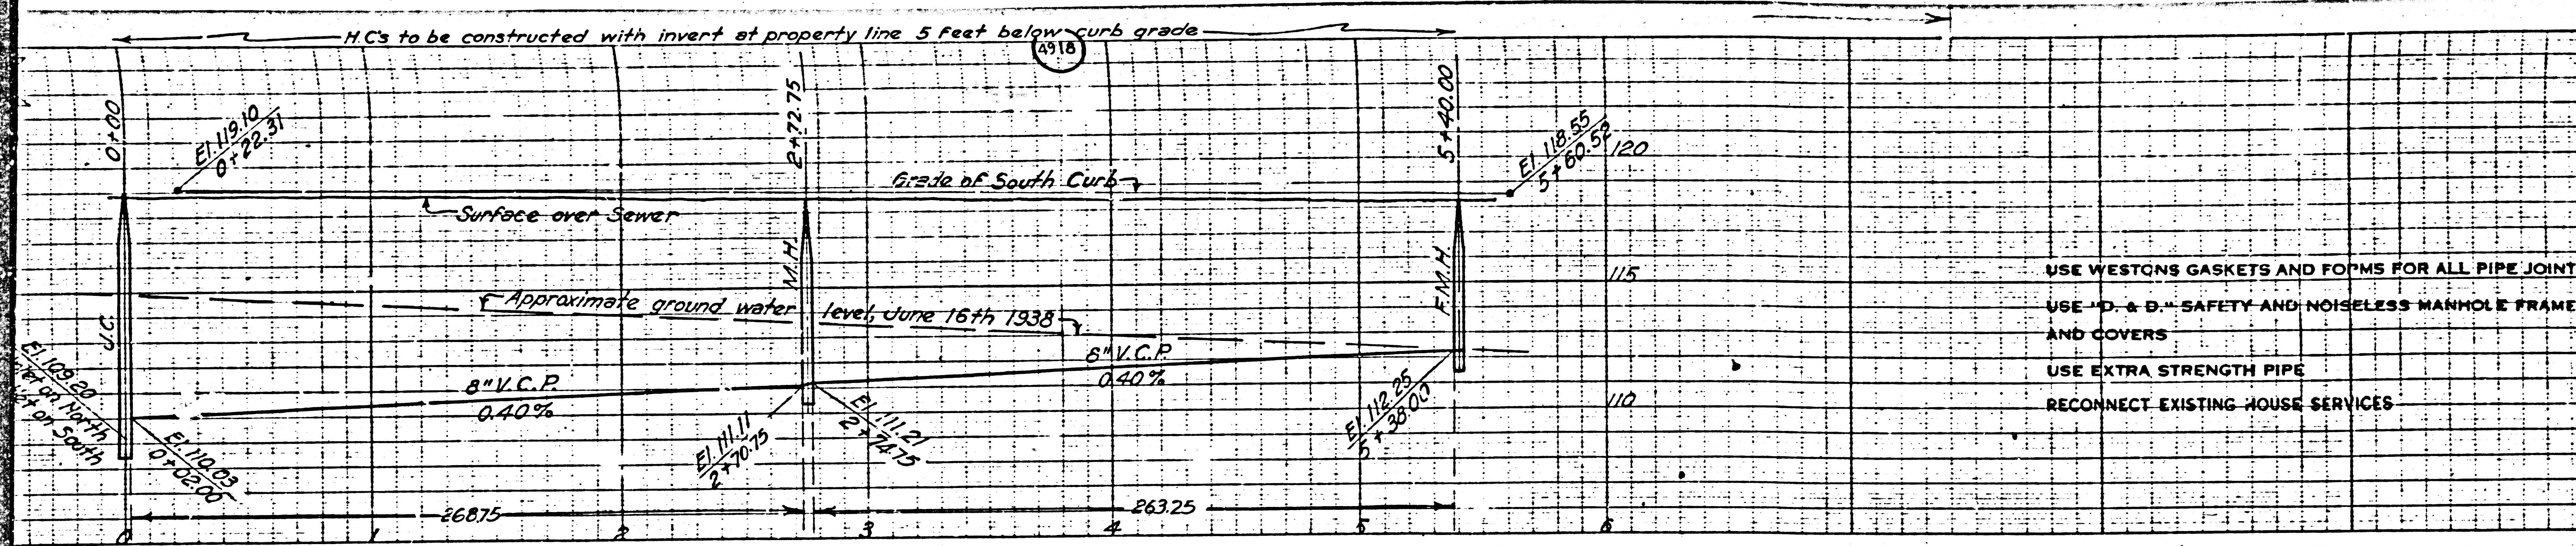 H.C's to be constructed with invert at property line 5 feet below curb grade
4918
0+00
El. 119.10
0+22.31
2+72.75
5+40.00
El. 118.55
5+60.52
120
Grade of South Curb
Surface over Sewer
M.H.
F.M.H.
J.C.
115
Approximate ground water level, June 16th 1938
8" V.C.P.
0.40%
8" V.C.P.
0.40%
110
El. 109.20
on North
on South
El. 110.03
0+02.00
El. 111.11
2+70.75
El. 111.21
2+74.75
El. 112.25
5+38.00
268.75
263.25
0 1 2 3 4 5 6
USE WESTONS GASKETS AND FORMS FOR ALL PIPE JOINT
USE "D. & D." SAFETY AND NOISELESS MANHOLE FRAME
AND COVERS
USE EXTRA STRENGTH PIPE
RECONNECT EXISTING HOUSE SERVICES